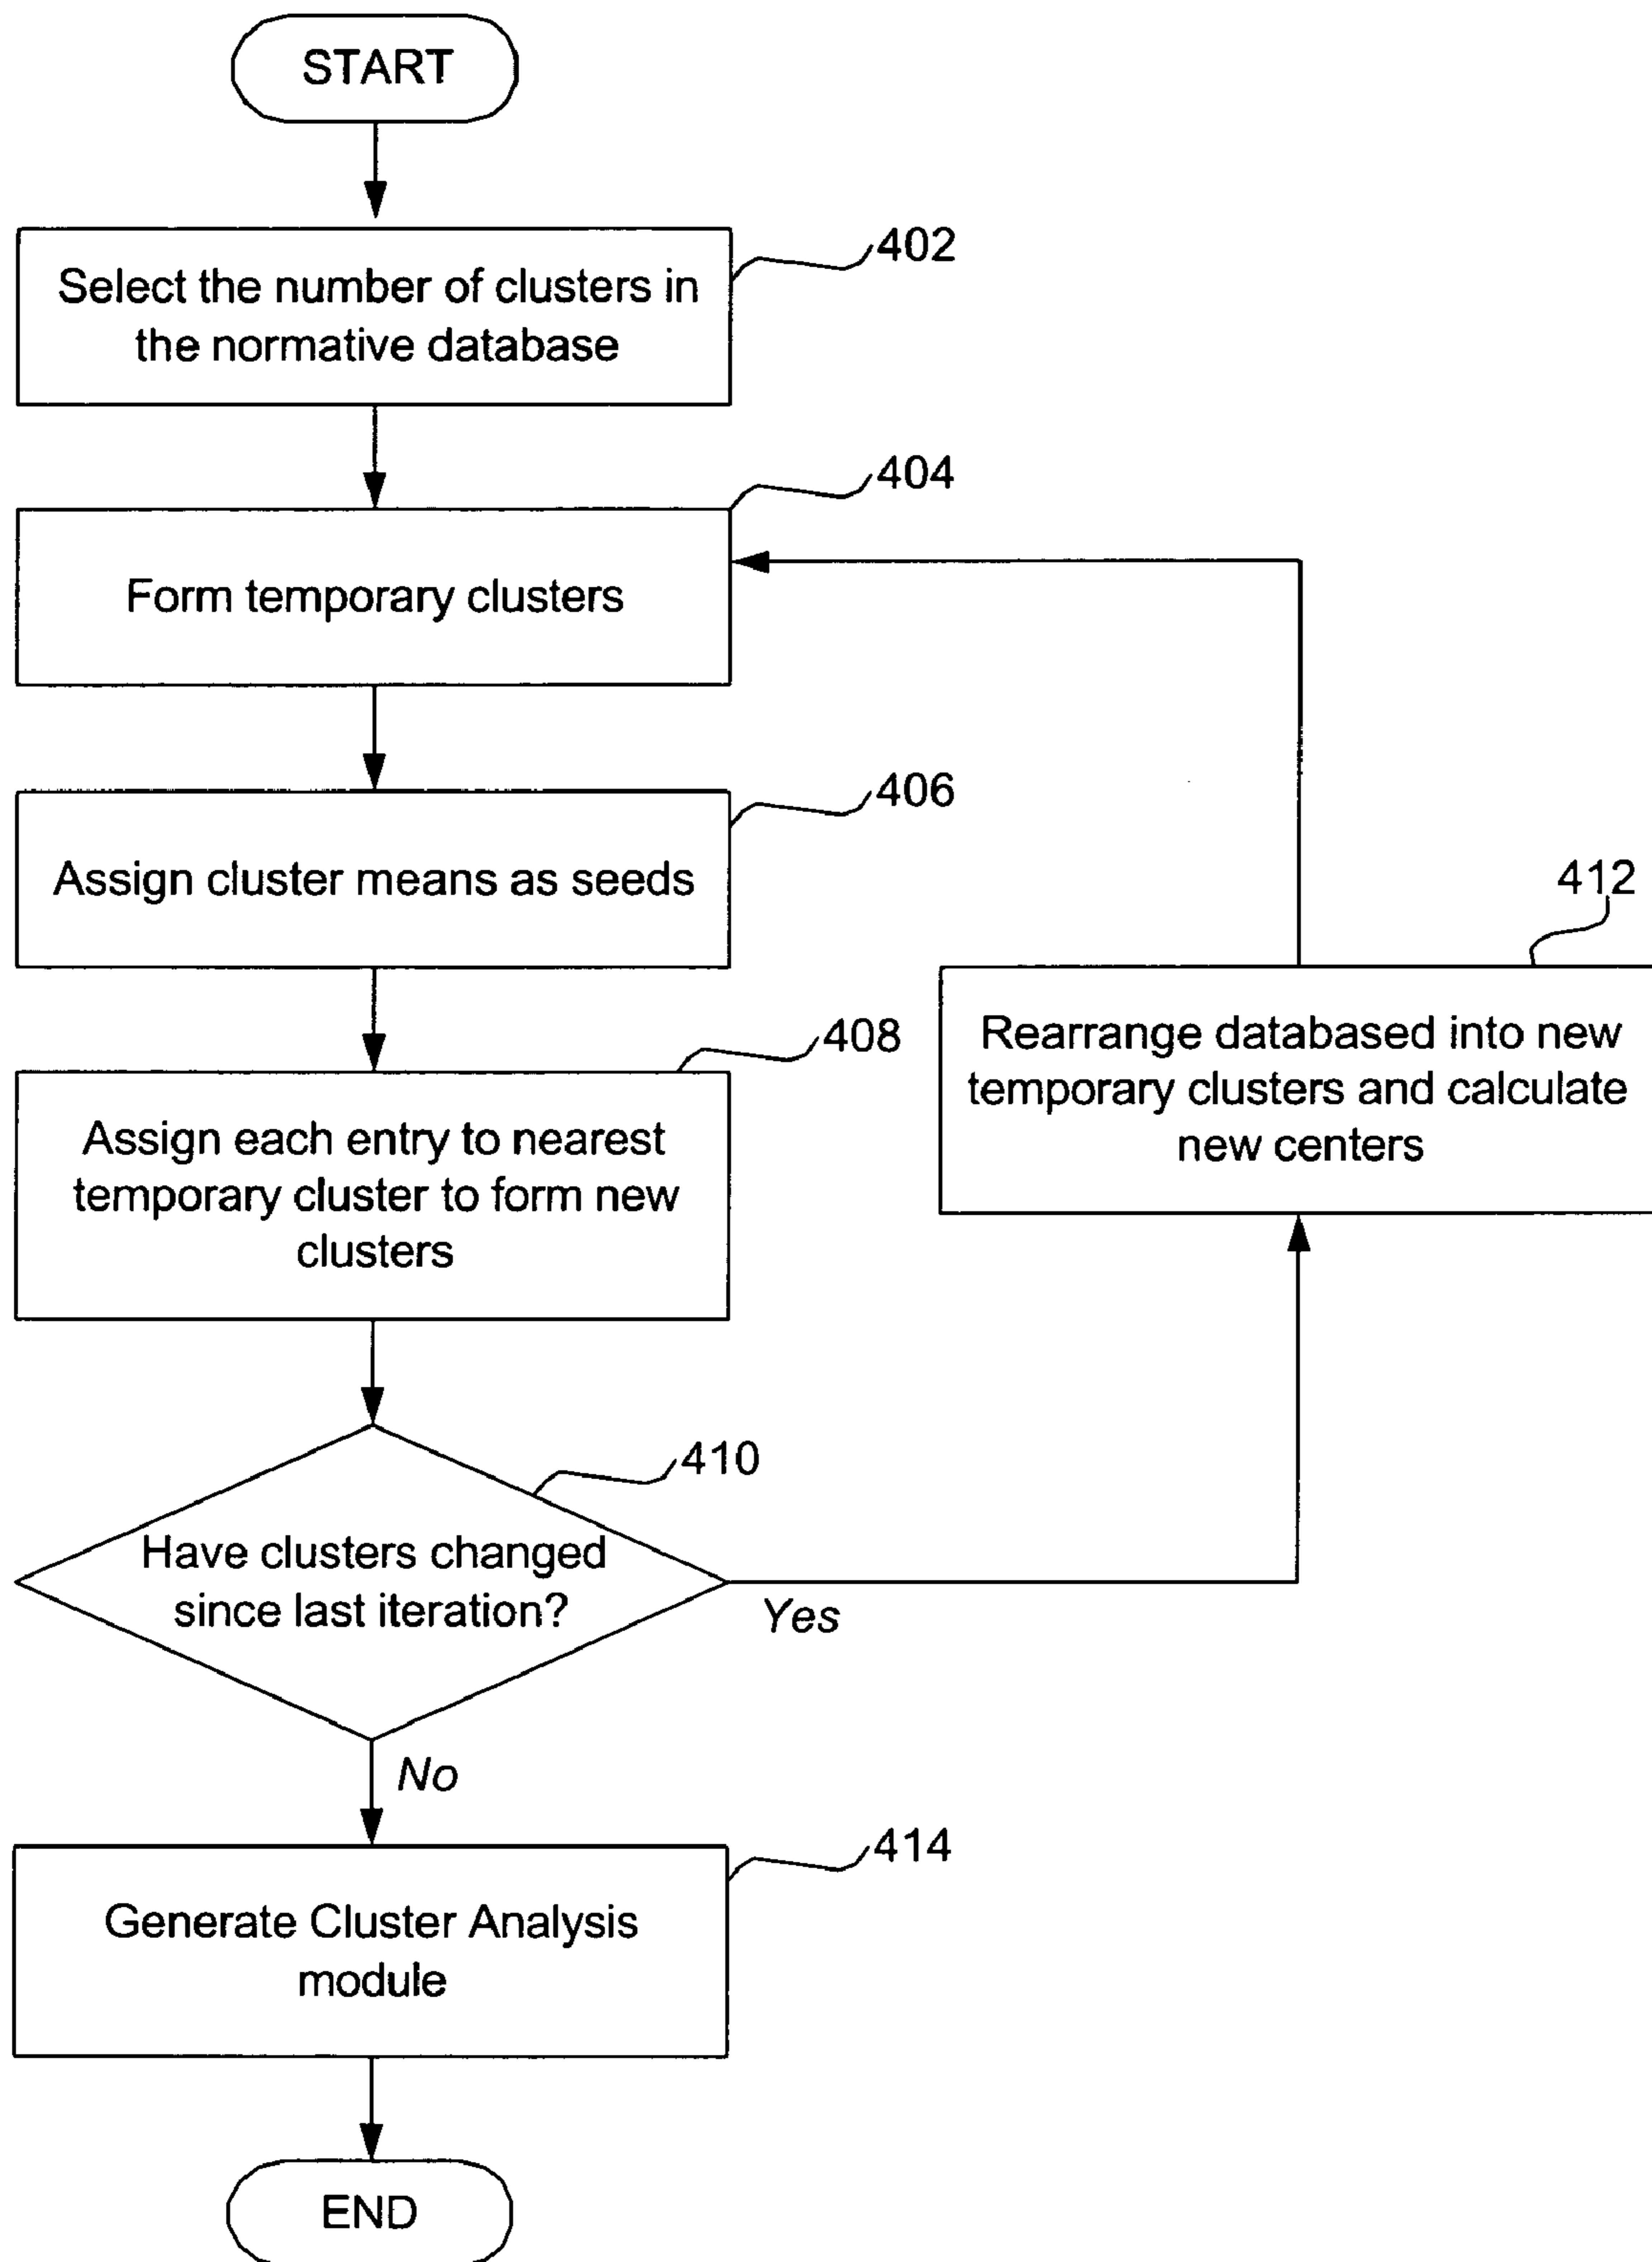 START
402
Select the number of clusters in
the normative database
404
Form temporary clusters
406
Assign cluster means as seeds
412
Rearrange databased into new
temporary clusters and calculate
new centers
408
Assign each entry to nearest
temporary cluster to form new
clusters
410
Have clusters changed
since last iteration?
Yes
No
414
Generate Cluster Analysis
module
END